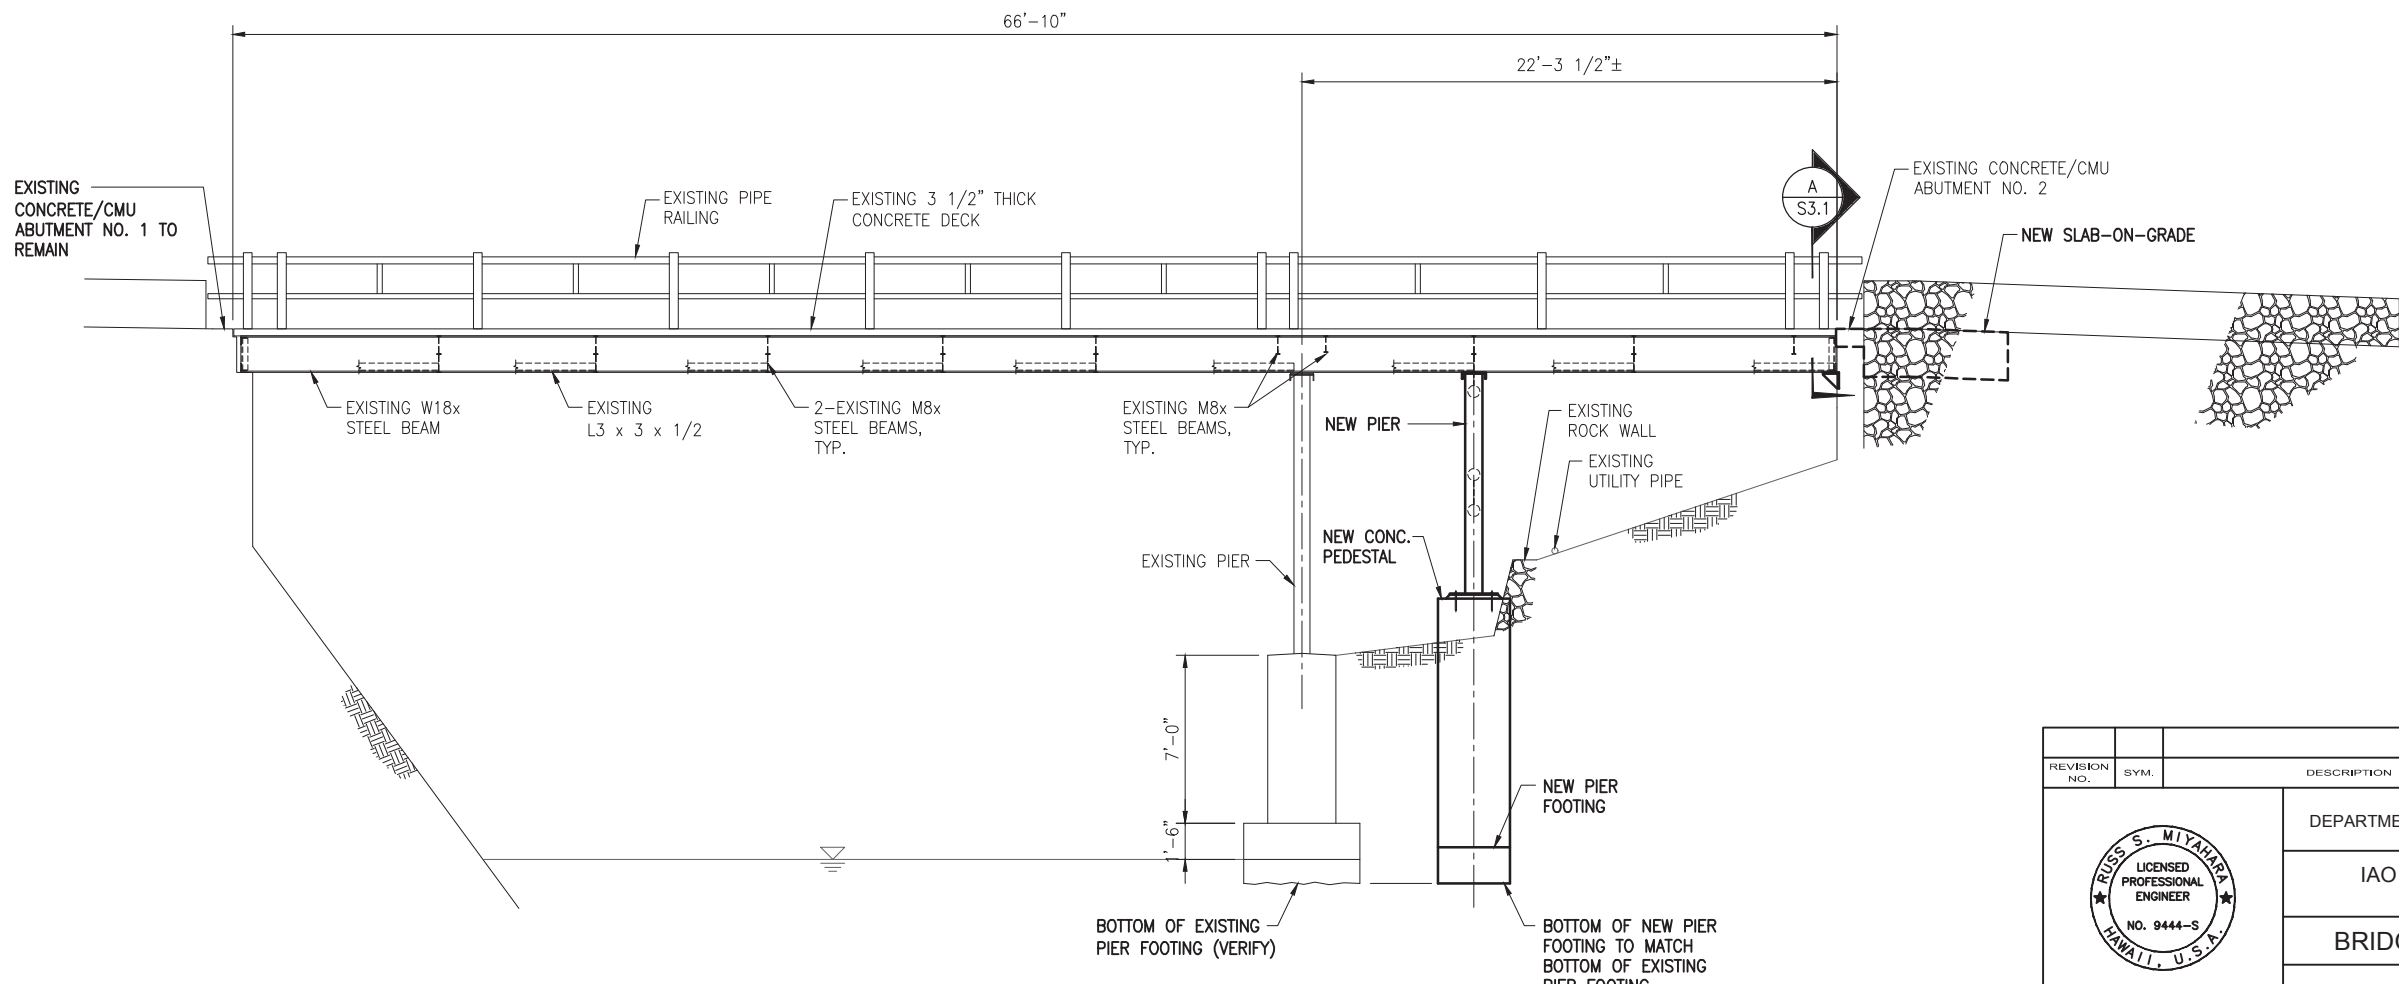 66'-10"
22'-3 1/2"±
EXISTING
CONCRETE/CMU
ABUTMENT NO. 1 TO
REMAIN
EXISTING PIPE
RAILING
EXISTING 3 1/2" THICK
CONCRETE DECK
A
S3.1
EXISTING CONCRETE/CMU
ABUTMENT NO. 2
NEW SLAB-ON-GRADE
EXISTING W18x
STEEL BEAM
EXISTING
L3 x 3 x 1/2
2-EXISTING M8x
STEEL BEAMS,
TYP.
EXISTING M8x
STEEL BEAMS,
TYP.
NEW PIER
EXISTING
ROCK WALL
EXISTING
UTILITY PIPE
NEW CONC.
PEDESTAL
EXISTING PIER
7'-0"
1'-6"
NEW PIER
FOOTING
BOTTOM OF EXISTING
PIER FOOTING (VERIFY)
BOTTOM OF NEW PIER
FOOTING TO MATCH
BOTTOM OF EXISTING
PIER FOOTING
REVISION
NO.
SYM.
DESCRIPTION
RUSS S. MIYAHARA
LICENSED
PROFESSIONAL
ENGINEER
NO. 9444-S
HAWAII, U.S.A.
DEPARTME
IAO
BRIDG